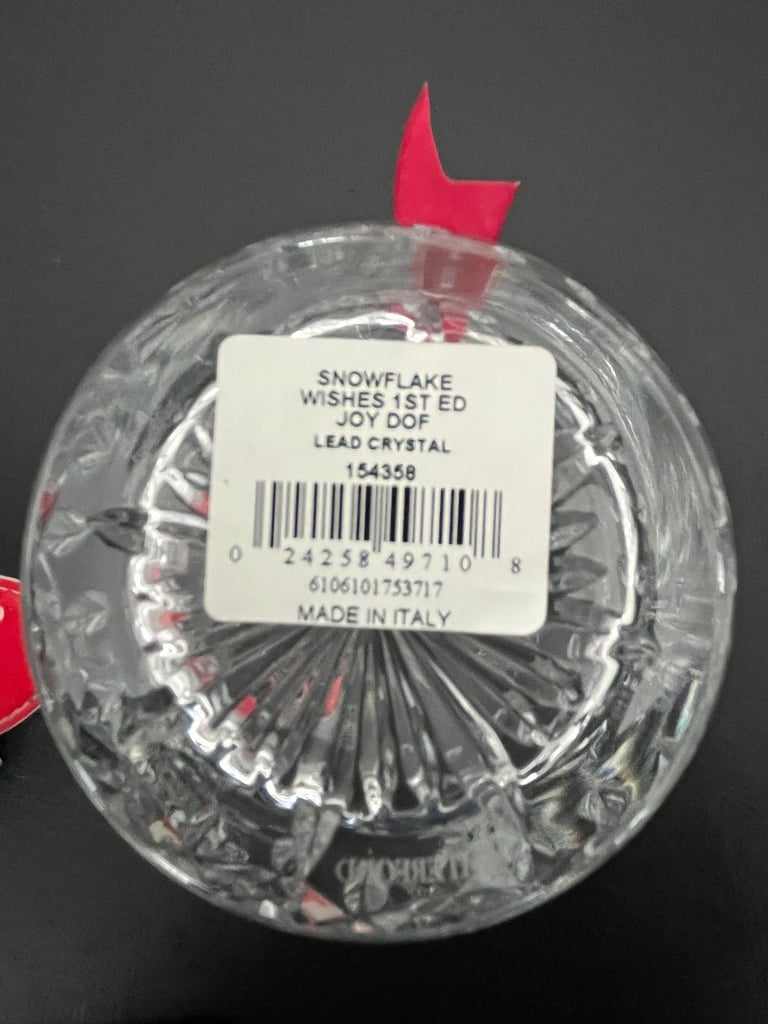 SNOWFLAKE
WISHES 1ST ED
JOY DOF
LEAD CRYSTAL
154358
0 24258 49710 8
6106101753717
MADE IN ITALY